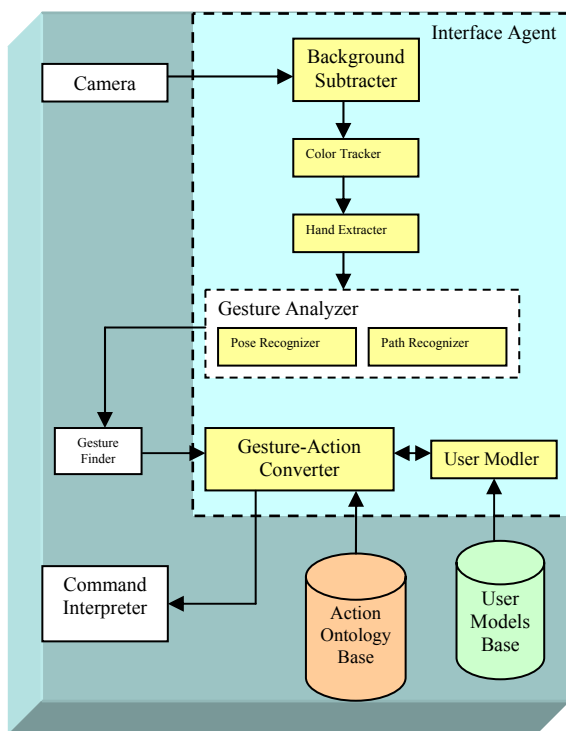 Interface Agent
Camera
Background
Subtracter
Color Tracker
Hand Extracter
Gesture Analyzer
Pose Recognizer
Path Recognizer
Gesture
Finder
Gesture-Action
Converter
User Modler
Command
Interpreter
Action
Ontology
Base
User
Models
Base